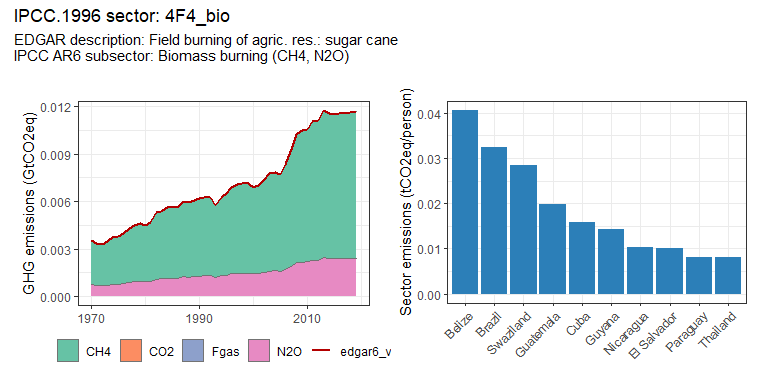 IPCC.1996 sector: 4F4_bio
EDGAR description: Field burning of agric. res.: sugar cane
IPCC AR6 subsector: Biomass burning (CH4, N2O)
GHG emissions (GtCO2eq)
0.012
0.009
0.006
0.003
0.000
1970
1990
2010
CH4
CO2
Fgas
N2O
edgar6_v
Sector emissions (tCO2eq/person)
0.04
0.03
0.02
0.01
0.00
Belize
Brazil
Swaziland
Guatemala
Cuba
Guyana
Nicaragua
El Salvador
Paraguay
Thailand